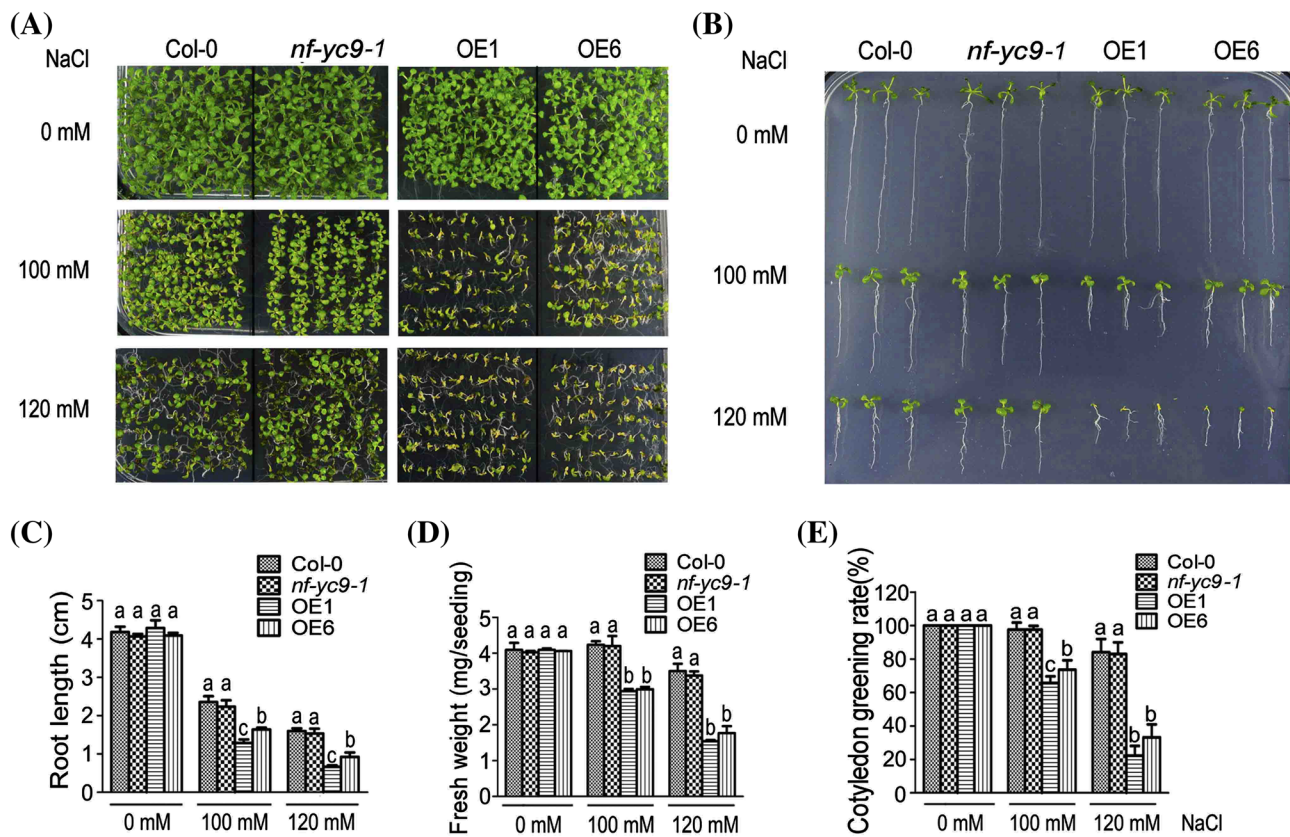 (A)
NaCl
Col-0 nf-yc9-1 OE1 OE6
0 mM
100 mM
120 mM
(B)
NaCl
Col-0 nf-yc9-1 OE1 OE6
0 mM
100 mM
120 mM
(C)
Col-0
nf-yc9-1
OE1
OE6
Root length (cm)
5
4
3
2
1
0
a a a a
a a c b
a a c b
0 mM 100 mM 120 mM
(D)
Col-0
nf-yc9-1
OE1
OE6
Fresh weight (mg/seeding)
5
4
3
2
1
0
a a a a
a a b b
a a b b
0 mM 100 mM 120 mM
(E)
Col-0
nf-yc9-1
OE1
OE6
Cotyledon greening rate(%)
120
100
80
60
40
20
0
a a a a
a a c b
a a b b
0 mM 100 mM 120 mM NaCl